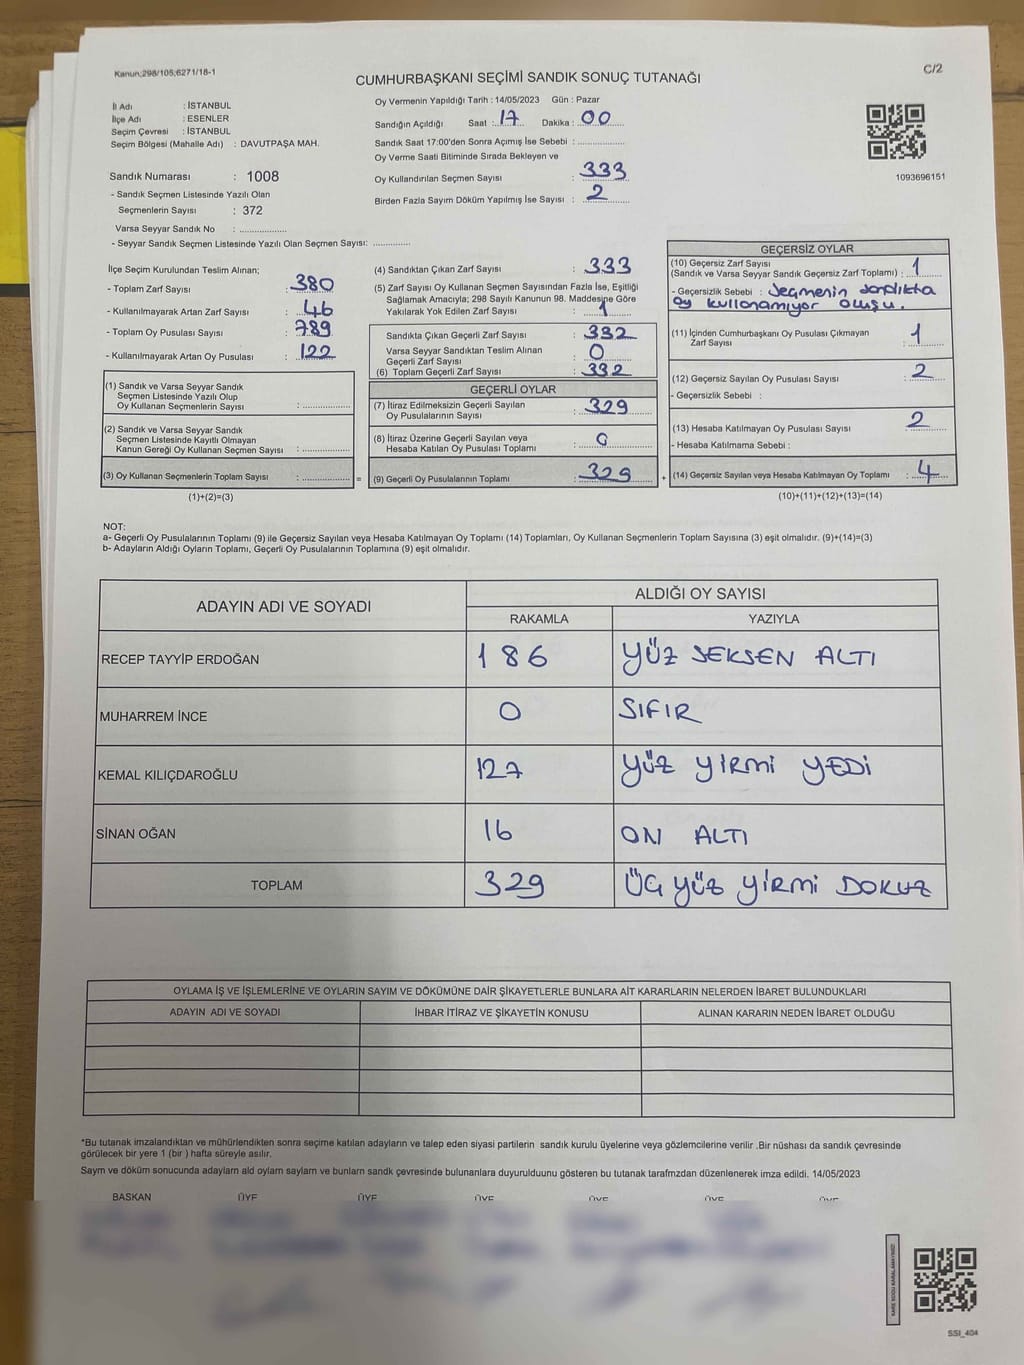 Kanun;298/105;6271/18-1
C/2
CUMHURBAŞKANI SEÇİMİ SANDIK SONUÇ TUTANAĞI
İl Adı : İSTANBUL
İlçe Adı : ESENLER
Seçim Çevresi : İSTANBUL
Seçim Bölgesi (Mahalle Adı) : DAVUTPAŞA MAH.
Sandık Numarası : 1008
- Sandık Seçmen Listesinde Yazılı Olan
Seçmenlerin Sayısı : 372
Varsa Seyyar Sandık No : ................
- Seyyar Sandık Seçmen Listesinde Yazılı Olan Seçmen Sayısı: .............
Oy Vermenin Yapıldığı Tarih : 14/05/2023 Gün : Pazar
Sandığın Açıldığı Saat : 17 Dakika : 00
Sandık Saat 17:00'den Sonra Açımış İse Sebebi : ................
Oy Verme Saati Bitiminde Sırada Bekleyen ve
Oy Kullandırılan Seçmen Sayısı : 333
Birden Fazla Sayım Döküm Yapılmış İse Sayısı : 2
1093696151
İlçe Seçim Kurulundan Teslim Alınan;
- Toplam Zarf Sayısı : 380
- Kullanılmayarak Artan Zarf Sayısı : 46
- Toplam Oy Pusulası Sayısı : 789
- Kullanılmayarak Artan Oy Pusulası : 122
(1) Sandık ve Varsa Seyyar Sandık
Seçmen Listesinde Yazılı Olup
Oy Kullanan Seçmenlerin Sayısı : ................
(2) Sandık ve Varsa Seyyar Sandık
Seçmen Listesinde Kayıtlı Olmayan
Kanun Gereği Oy Kullanan Seçmen Sayısı : ................
(3) Oy Kullanan Seçmenlerin Toplam Sayısı : ................ =
(1)+(2)=(3)
(4) Sandıktan Çıkan Zarf Sayısı : 333
(5) Zarf Sayısı Oy Kullanan Seçmen Sayısından Fazla İse, Eşitliği
Sağlamak Amacıyla; 298 Sayılı Kanunun 98. Maddesine Göre
Yakılarak Yok Edilen Zarf Sayısı : 1
Sandıkta Çıkan Geçerli Zarf Sayısı : 332
Varsa Seyyar Sandıktan Teslim Alınan
Geçerli Zarf Sayısı : 0
(6) Toplam Geçerli Zarf Sayısı : 332
GEÇERLİ OYLAR
(7) İtiraz Edilmeksizin Geçerli Sayılan
Oy Pusulalarının Sayısı : 329
(8) İtiraz Üzerine Geçerli Sayılan veya
Hesaba Katılan Oy Pusulası Toplamı : 0
(9) Geçerli Oy Pusulalarının Toplamı : 329 +
GEÇERSİZ OYLAR
(10) Geçersiz Zarf Sayısı
(Sandık ve Varsa Seyyar Sandık Geçersiz Zarf Toplamı) : 1
- Geçersizlik Sebebi : Seçmenin sandıkta
oy kullanamıyor oluşu.
(11) İçinden Cumhurbaşkanı Oy Pusulası Çıkmayan
Zarf Sayısı : 1
(12) Geçersiz Sayılan Oy Pusulası Sayısı : 2
- Geçersizlik Sebebi :
(13) Hesaba Katılmayan Oy Pusulası Sayısı : 2
- Hesaba Katılmama Sebebi :
(14) Geçersiz Sayılan veya Hesaba Katılmayan Oy Toplamı : 4
(10)+(11)+(12)+(13)=(14)
NOT:
a- Geçerli Oy Pusulalarının Toplamı (9) ile Geçersiz Sayılan veya Hesaba Katılmayan Oy Toplamı (14) Toplamları, Oy Kullanan Seçmenlerin Toplam Sayısına (3) eşit olmalıdır. (9)+(14)=(3)
b- Adayların Aldığı Oyların Toplamı, Geçerli Oy Pusulalarının Toplamına (9) eşit olmalıdır.
ADAYIN ADI VE SOYADI
ALDIĞI OY SAYISI
RAKAMLA YAZIYLA
RECEP TAYYİP ERDOĞAN 186 YÜZ SEKSEN ALTI
MUHARREM İNCE 0 SIFIR
KEMAL KILIÇDAROĞLU 127 YÜZ YİRMİ YEDİ
SİNAN OĞAN 16 ON ALTI
TOPLAM 329 ÜÇ YÜZ YİRMİ DOKUZ
OYLAMA İŞ VE İŞLEMLERİNE VE OYLARIN SAYIM VE DÖKÜMÜNE DAİR ŞİKAYETLERLE BUNLARA AİT KARARLARIN NELERDEN İBARET BULUNDUKLARI
ADAYIN ADI VE SOYADI İHBAR İTİRAZ VE ŞİKAYETİN KONUSU ALINAN KARARIN NEDEN İBARET OLDUĞU
*Bu tutanak imzalandıktan ve mühürlendikten sonra seçime katılan adayların ve talep eden siyasi partilerin sandık kurulu üyelerine veya gözlemcilerine verilir .Bir nüshası da sandık çevresinde
görülecek bir yere 1 (bir ) hafta süreyle asılır.
Saym ve döküm sonucunda adaylarn ald oylam saylam ve bunlarn sandk çevresinde bulunanlara duyurulduunu gösteren bu tutanak tarafmzdan düzenlenerek imza edildi. 14/05/2023
BAŞKAN ÜYE ÜYE ÜYE ÜYE ÜYE ÜYE
KARE KODU KARALAMAYINIZ!
SSI_404